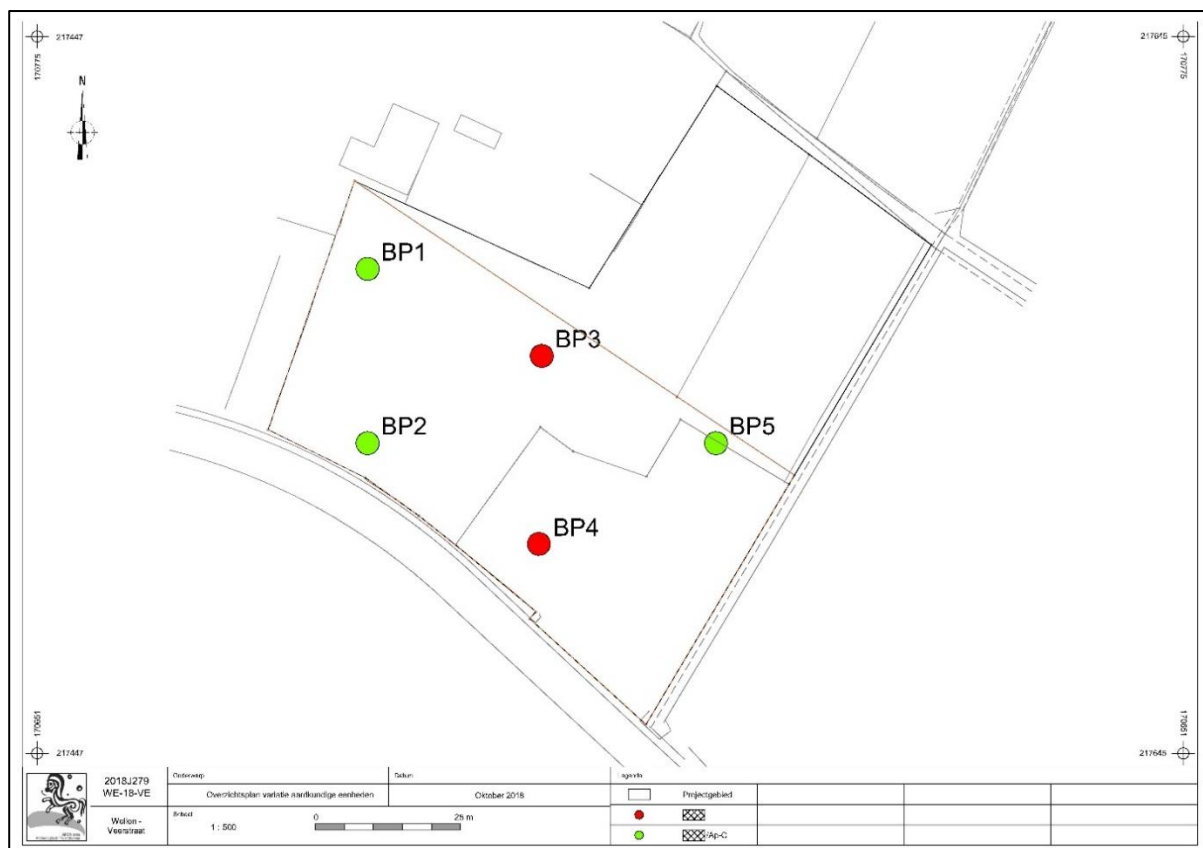 217447
217645
170775
170775
N
BP1
BP3
BP2
BP5
BP4
170651
170651
217447
217645
2018J279
WE-18-VE
Onderwerp
Datum
Legende
Overzichtsplan variatie aardkundige eenheden
Oktober 2018
Projectgebied
Wellen -
Veerstraat
Schaal
1 : 500
0
25 m
/Ap-C